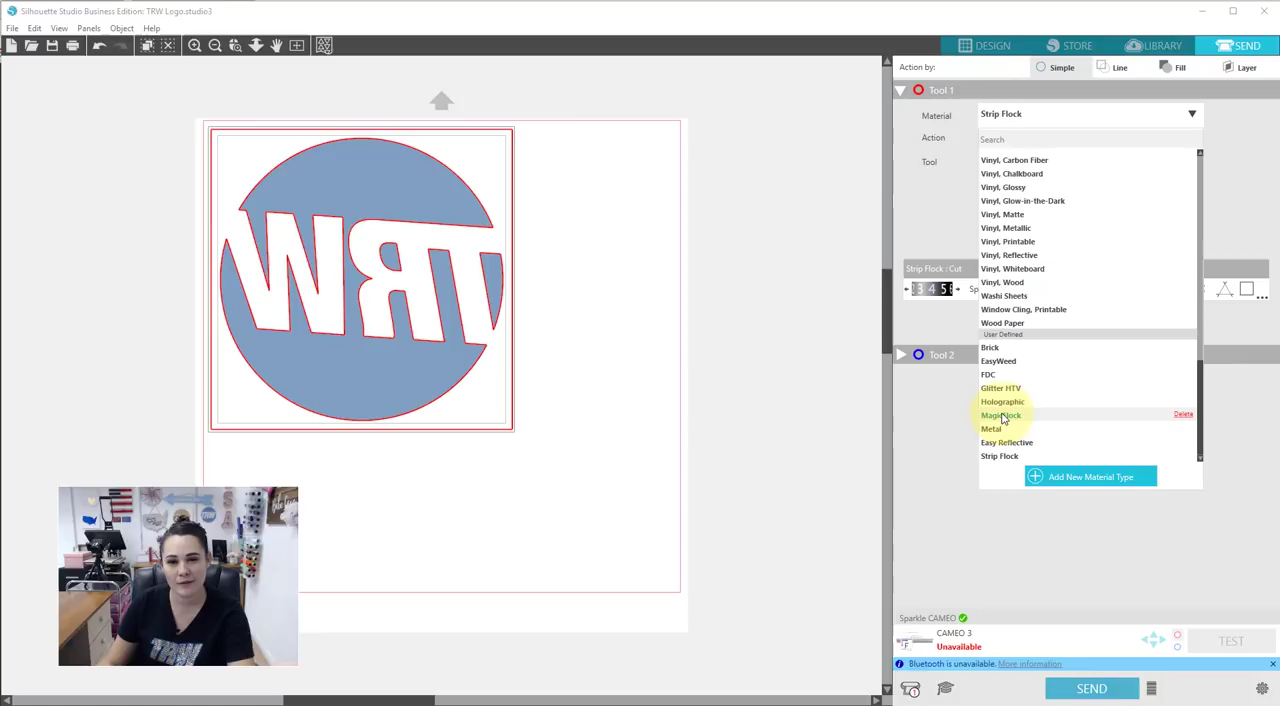 Silhouette Studio Business Edition: TRW Logo.studio3
File Edit View Panels Object Help
DESIGN STORE LIBRARY SEND
Action by: Simple Line Fill Layer
Tool 1
Material Strip Flock
Action Search
Tool
Vinyl, Carbon Fiber
Vinyl, Chalkboard
Vinyl, Glossy
Vinyl, Glow-in-the-Dark
Vinyl, Matte
Vinyl, Metallic
Vinyl, Printable
Vinyl, Reflective
Vinyl, Whiteboard
Vinyl, Wood
Washi Sheets
Window Cling, Printable
Wood Paper
User Defined
Brick
EasyWeed
FDC
Glitter HTV
Holographic
Delete
Metal
Easy Reflective
Strip Flock
Add New Material Type
Strip Flock : Cut
3 4 5
Tool 2
Sparkle CAMEO
CAMEO 3
Unavailable
TEST
Bluetooth is unavailable. More information
SEND
TRW